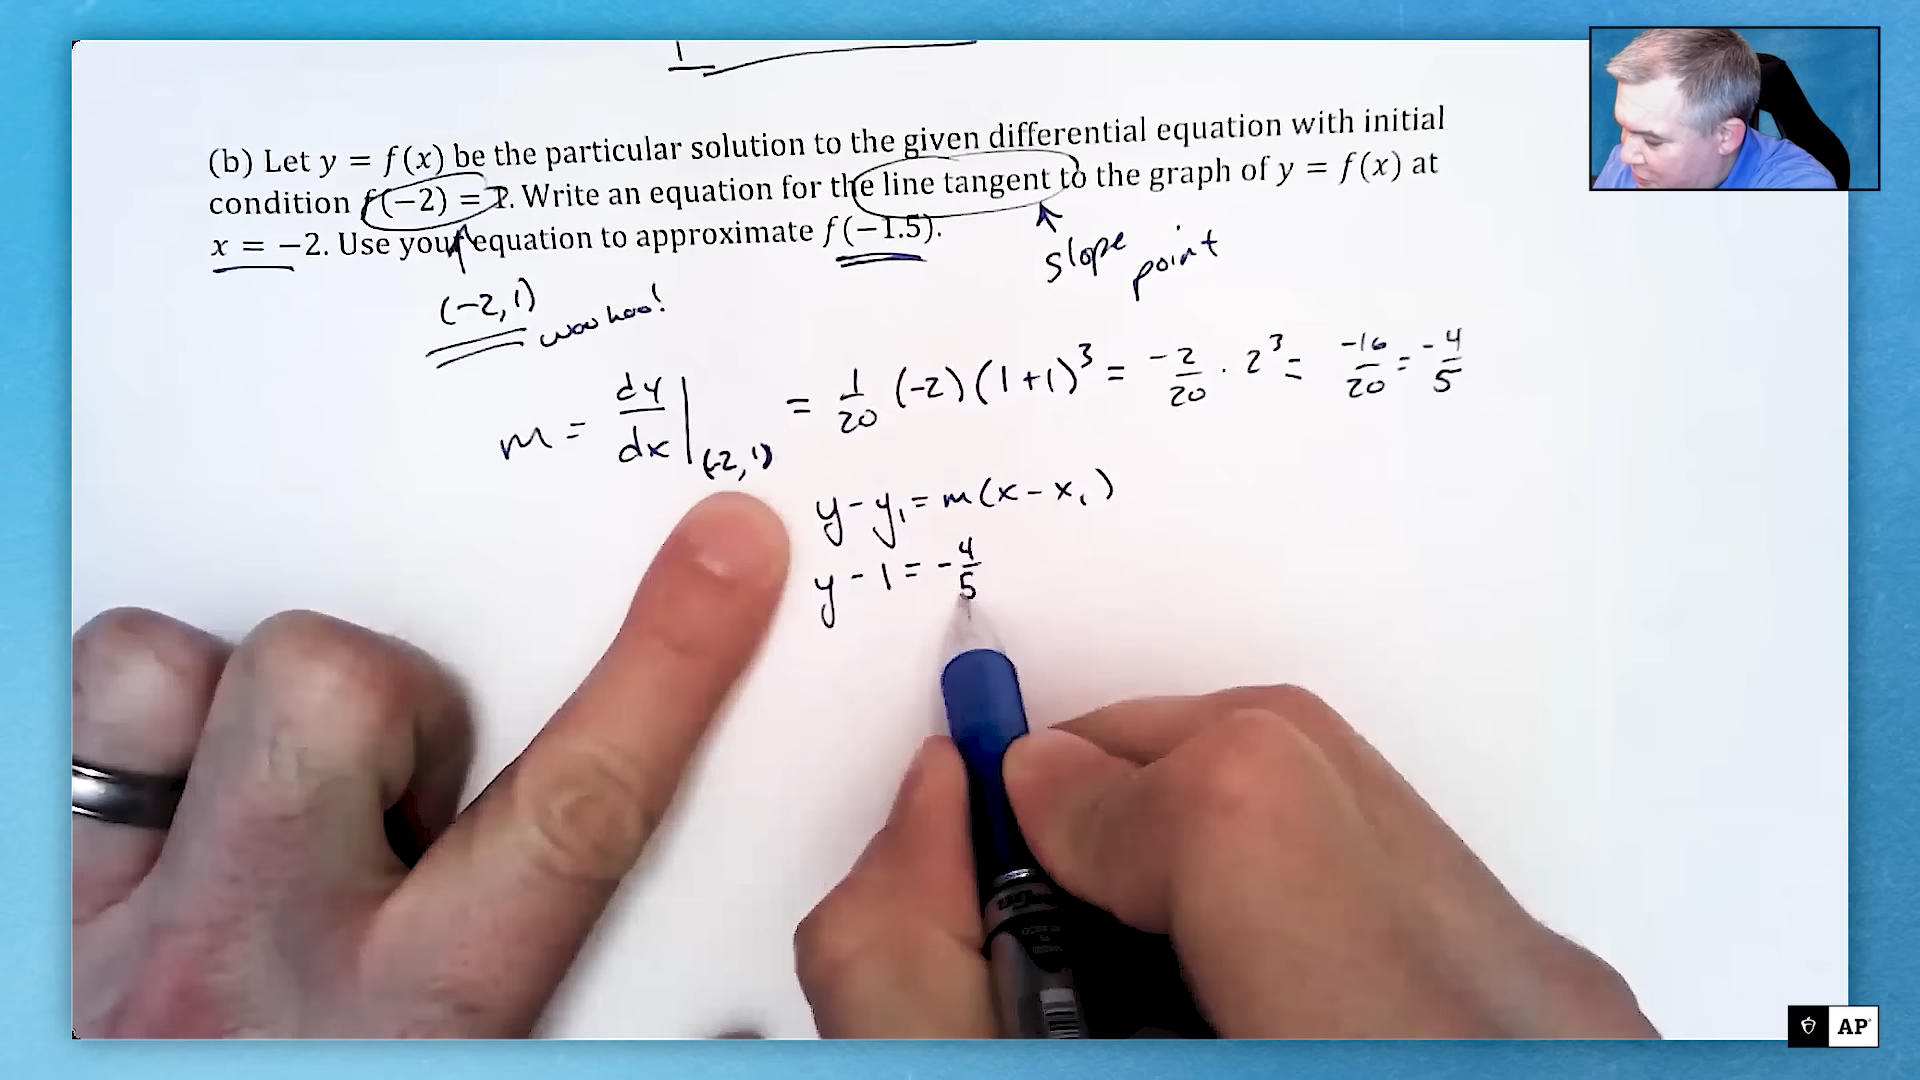 (b) Let y = f(x) be the particular solution to the given differential equation with initial
condition f(−2) = 1. Write an equation for the line tangent to the graph of y = f(x) at
x = −2. Use your equation to approximate f(−1.5).
slope point
(-2,1) woo hoo!
m = dy/dx |(-2,1) = 1/20 (-2)(1+1)³ = -2/20 · 2³ = -16/20 = -4/5
y - y₁ = m(x - x₁)
y - 1 = -4/5
AP